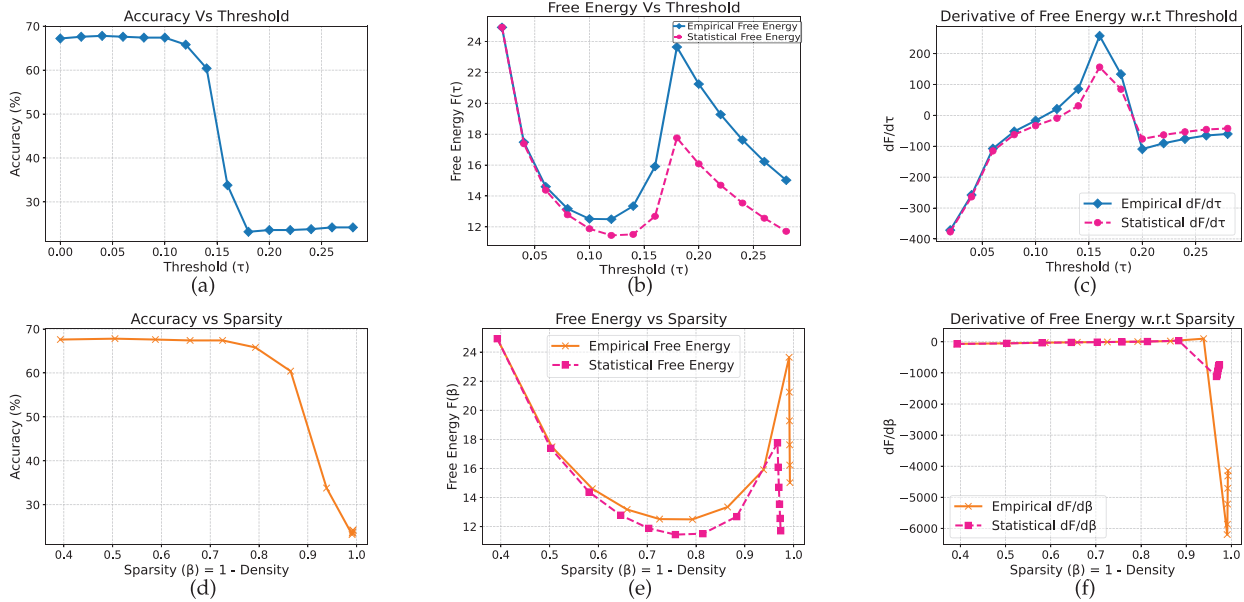 Accuracy Vs Threshold
Accuracy (%)
70
60
50
40
30
0.00 0.05 0.10 0.15 0.20 0.25
Threshold (τ)
(a)
Free Energy Vs Threshold
Empirical Free Energy
Statistical Free Energy
Free Energy F(τ)
24
22
20
18
16
14
12
0.05 0.10 0.15 0.20 0.25
Threshold (τ)
(b)
Derivative of Free Energy w.r.t Threshold
dF/dτ
200
100
0
−100
−200
−300
−400
Empirical dF/dτ
Statistical dF/dτ
0.05 0.10 0.15 0.20 0.25
Threshold (τ)
(c)
Accuracy vs Sparsity
Accuracy (%)
70
60
50
40
30
0.4 0.5 0.6 0.7 0.8 0.9 1.0
Sparsity (β) = 1 - Density
(d)
Free Energy vs Sparsity
Empirical Free Energy
Statistical Free Energy
Free Energy F(β)
24
22
20
18
16
14
12
0.4 0.5 0.6 0.7 0.8 0.9 1.0
Sparsity (β) = 1 - Density
(e)
Derivative of Free Energy w.r.t Sparsity
dF/dβ
0
−1000
−2000
−3000
−4000
−5000
−6000
Empirical dF/dβ
Statistical dF/dβ
0.4 0.5 0.6 0.7 0.8 0.9 1.0
Sparsity (β) = 1 - Density
(f)